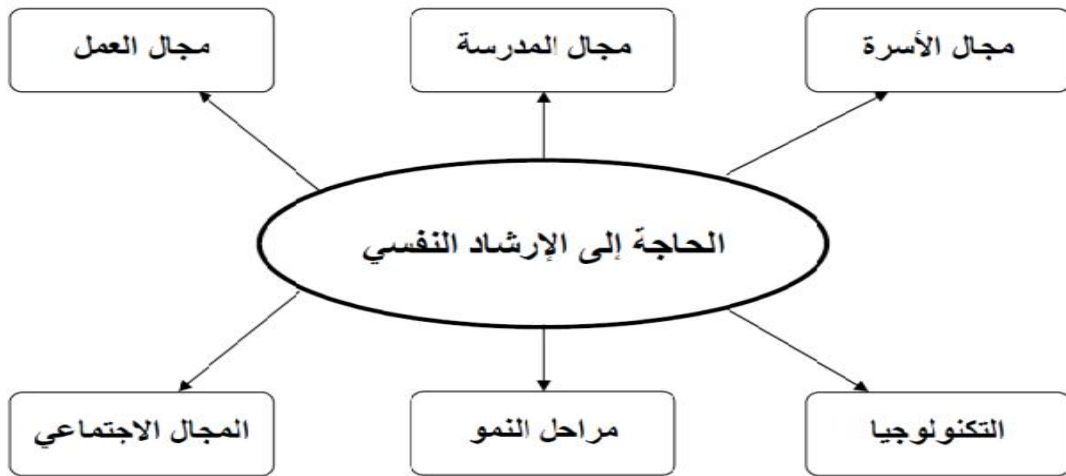 مجال الأسرة
مجال المدرسة
مجال العمل
الحاجة إلى الإرشاد النفسي
التكنولوجيا
مراحل النمو
المجال الاجتماعي